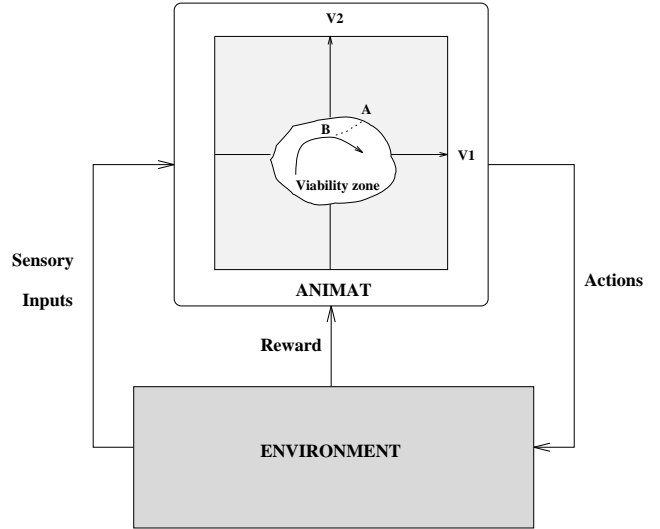 V2
A
B
V1
Viability zone
Sensory
Inputs
ANIMAT
Actions
Reward
ENVIRONMENT